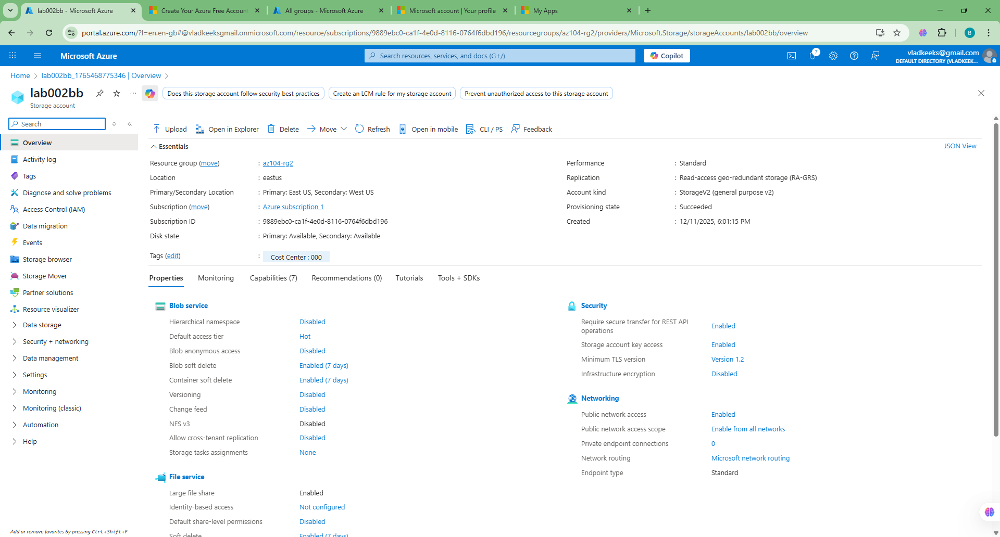 lab002bb - Microsoft Azure
Create Your Azure Free Account
All groups - Microsoft Azure
Microsoft account | Your profile
My Apps
portal.azure.com/?l=en.en-gb#@vladkeeksgmail.onmicrosoft.com/resource/subscriptions/9889ebc0-ca1f-4e0d-8116-0764f6dbd196/resourcegroups/az104-rg2/providers/Microsoft.Storage/storageAccounts/lab002bb/overview
B
Microsoft Azure
Search resources, services, and docs (G+/)
Copilot
7
vladkeeks@gmail.com
DEFAULT DIRECTORY (VLADKEEK...
Home > lab002bb_1765468775346 | Overview >
lab002bb
Storage account
Does this storage account follow security best practices
Create an LCM rule for my storage account
Prevent unauthorized access to this storage account
Search
Overview
Activity log
Tags
Diagnose and solve problems
Access Control (IAM)
Data migration
Events
Storage browser
Storage Mover
Partner solutions
Resource visualizer
Data storage
Security + networking
Data management
Settings
Monitoring
Monitoring (classic)
Automation
Help
Add or remove favorites by pressing Ctrl+Shift+F
Upload
Open in Explorer
Delete
Move
Refresh
Open in mobile
CLI / PS
Feedback
Essentials
JSON View
Resource group (move) : az104-rg2
Location : eastus
Primary/Secondary Location : Primary: East US, Secondary: West US
Subscription (move) : Azure subscription 1
Subscription ID : 9889ebc0-ca1f-4e0d-8116-0764f6dbd196
Disk state : Primary: Available, Secondary: Available
Tags (edit) : Cost Center : 000
Performance : Standard
Replication : Read-access geo-redundant storage (RA-GRS)
Account kind : StorageV2 (general purpose v2)
Provisioning state : Succeeded
Created : 12/11/2025, 6:01:15 PM
Properties
Monitoring
Capabilities (7)
Recommendations (0)
Tutorials
Tools + SDKs
Blob service
Hierarchical namespace Disabled
Default access tier Hot
Blob anonymous access Disabled
Blob soft delete Enabled (7 days)
Container soft delete Enabled (7 days)
Versioning Disabled
Change feed Disabled
NFS v3 Disabled
Allow cross-tenant replication Disabled
Storage tasks assignments None
File service
Large file share Enabled
Identity-based access Not configured
Default share-level permissions Disabled
Soft delete Enabled (7 days)
Security
Require secure transfer for REST API
operations Enabled
Storage account key access Enabled
Minimum TLS version Version 1.2
Infrastructure encryption Disabled
Networking
Public network access Enabled
Public network access scope Enable from all networks
Private endpoint connections 0
Network routing Microsoft network routing
Endpoint type Standard